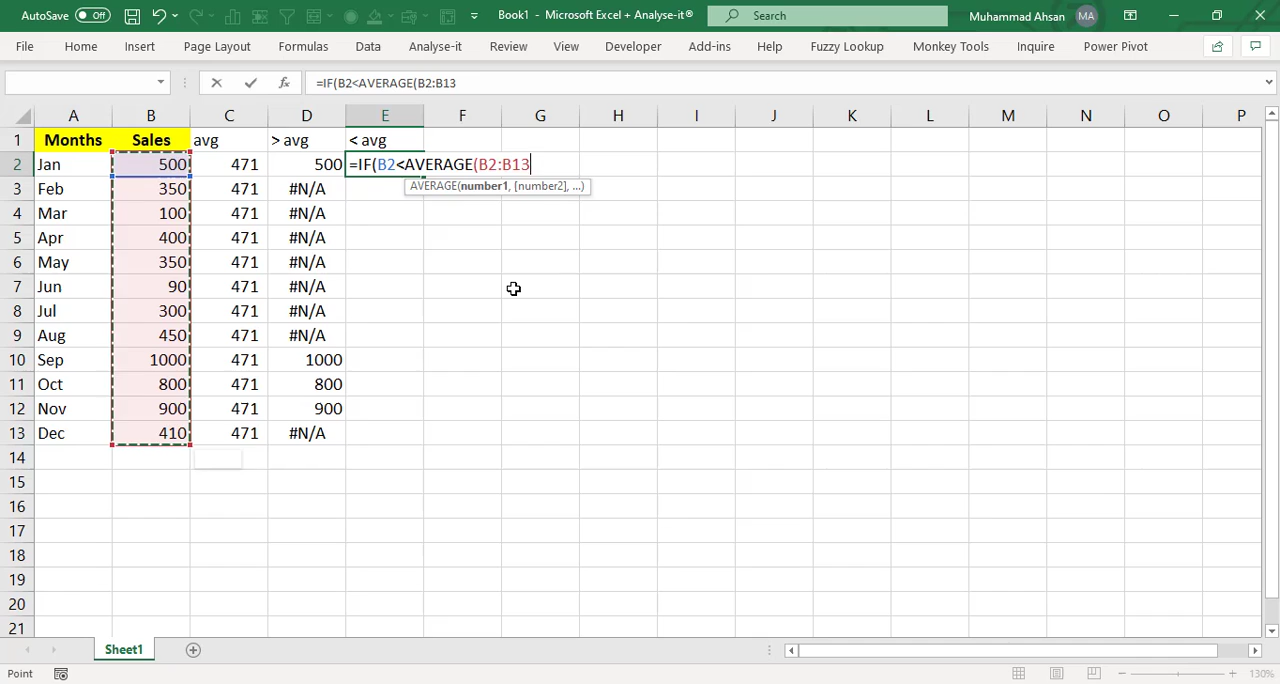 AutoSave Off Book1 - Microsoft Excel + Analyse-it® Search Muhammad Ahsan MA
File Home Insert Page Layout Formulas Data Analyse-it Review View Developer Add-ins Help Fuzzy Lookup Monkey Tools Inquire Power Pivot
fx =IF(B2<AVERAGE(B2:B13
A B C D E F G H I J K L M N O P
1 Months Sales avg > avg < avg
2 Jan 500 471 500 =IF(B2<AVERAGE(B2:B13
AVERAGE(number1, [number2], ...)
3 Feb 350 471 #N/A
4 Mar 100 471 #N/A
5 Apr 400 471 #N/A
6 May 350 471 #N/A
7 Jun 90 471 #N/A
8 Jul 300 471 #N/A
9 Aug 450 471 #N/A
10 Sep 1000 471 1000
11 Oct 800 471 800
12 Nov 900 471 900
13 Dec 410 471 #N/A
14
15
16
17
18
19
20
21
Sheet1
Point 130%